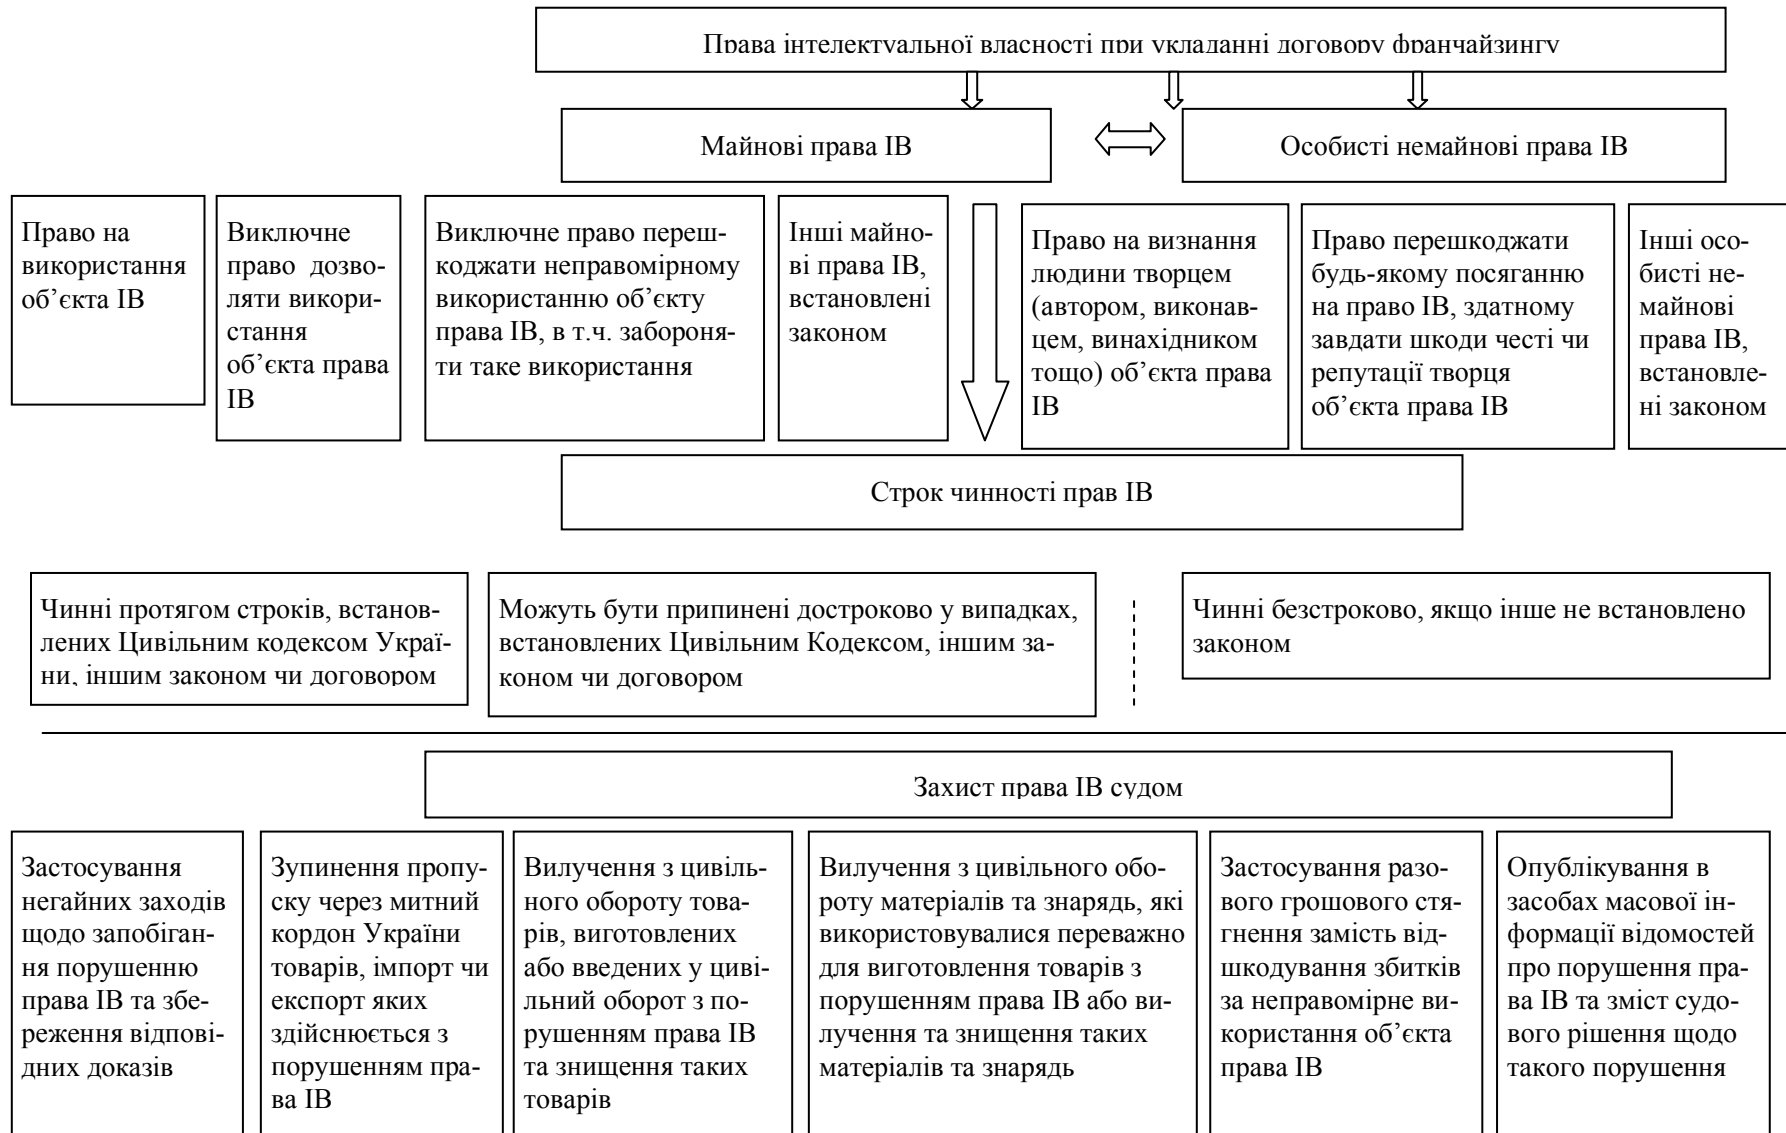 Права інтелектуальної власності при укладанні договору франчайзингу
Майнові права ІВ
Особисті немайнові права ІВ
Право на
використання
об’єкта ІВ
Виключне
право дозво-
ляти викори-
стання
об’єкта права
ІВ
Виключне право переш-
коджати неправомірному
використанню об’єкту
права ІВ, в т.ч. забороня-
ти таке використання
Інші майно-
ві права ІВ,
встановлені
законом
Право на визнання
людини творцем
(автором, виконав-
цем, винахідником
тощо) об’єкта права
ІВ
Право перешкоджати
будь-якому посяганню
на право ІВ, здатному
завдати шкоди честі чи
репутації творця
об’єкта права ІВ
Інші осо-
бисті не-
майнові
права ІВ,
встановле-
ні законом
Строк чинності прав ІВ
Чинні протягом строків, встанов-
лених Цивільним кодексом Украї-
ни, іншим законом чи договором
Можуть бути припинені достроково у випадках,
встановлених Цивільним Кодексом, іншим за-
коном чи договором
Чинні безстроково, якщо інше не встановлено
законом
Захист права ІВ судом
Застосування
негайних заходів
щодо запобіган-
ня порушенню
права ІВ та збе-
реження відпові-
дних доказів
Зупинення пропу-
ску через митний
кордон України
товарів, імпорт чи
експорт яких
здійснюється з
порушенням пра-
ва ІВ
Вилучення з цивіль-
ного обороту това-
рів, виготовлених
або введених у циві-
льний оборот з по-
рушенням права ІВ
та знищення таких
товарів
Вилучення з цивільного обо-
роту матеріалів та знарядь, які
використовувалися переважно
для виготовлення товарів з
порушенням права ІВ або ви-
лучення та знищення таких
матеріалів та знарядь
Застосування разо-
вого грошового стя-
гнення замість від-
шкодування збитків
за неправомірне ви-
користання об’єкта
права ІВ
Опублікування в
засобах масової ін-
формації відомостей
про порушення пра-
ва ІВ та зміст судо-
вого рішення щодо
такого порушення